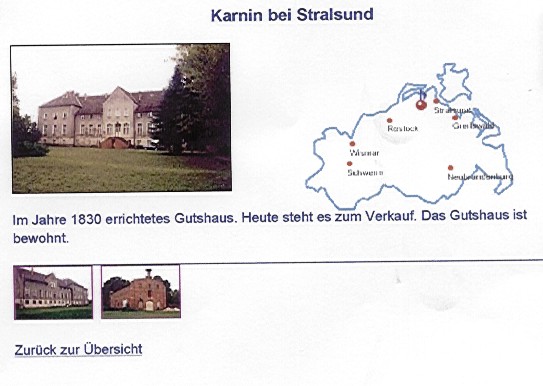 Karnin bei Stralsund
Stralsund
Rostock
Greifswald
Wismar
Schwerin
Neubrandenburg
Im Jahre 1830 errichtetes Gutshaus. Heute steht es zum Verkauf. Das Gutshaus ist
bewohnt.
Zurück zur Übersicht